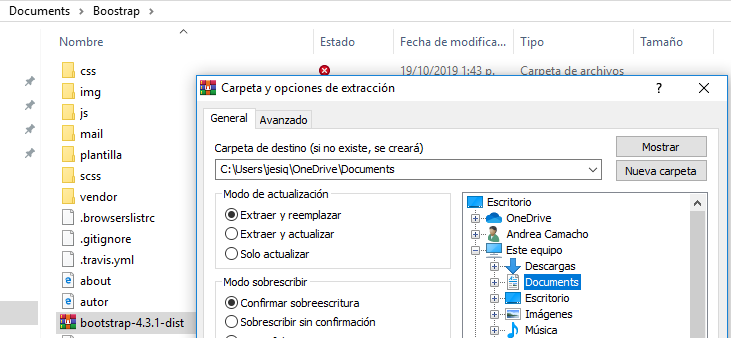 Documents > Boostrap >
Nombre Estado Fecha de modifica... Tipo Tamaño
css 19/10/2019 1:43 p. Carpeta de archivos
img
js
mail
plantilla
scss
vendor
.browserslistrc
.gitignore
.travis.yml
about
autor
bootstrap-4.3.1-dist
Carpeta y opciones de extracción
General Avanzado
Carpeta de destino (si no existe, se creará)
C:\Users\jesiq\OneDrive\Documents
Mostrar
Nueva carpeta
Modo de actualización
Extraer y reemplazar
Extraer y actualizar
Solo actualizar
Modo sobrescribir
Confirmar sobreescritura
Sobrescribir sin confirmación
Escritorio
OneDrive
Andrea Camacho
Este equipo
Descargas
Documents
Escritorio
Imágenes
Música